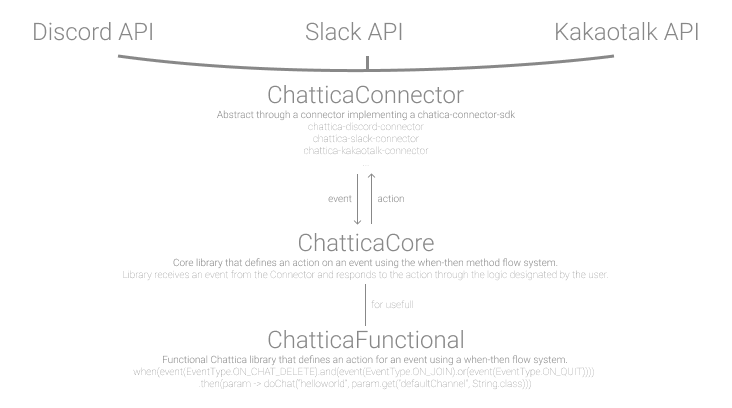 Discord API
Slack API
Kakaotalk API
ChatticaConnector
Abstract through a connector implementing a chatica-connector-sdk
chattica-discord-connector
chattica-slack-connector
chattica-kakaotalk-connector
event
action
ChatticaCore
Core library that defines an action on an event using the when-then method flow system.
Library receives an event from the Connector and responds to the action through the logic designated by the user.
for usefull
ChatticaFunctional
Functional Chattica library that defines an action for an event using a when-then flow system.
when(event(EventType.ON_CHAT_DELETE).and(event(EventType.ON_JOIN).or(event(EventType.ON_QUIT))))
.then(param -> doChat("helloworld", param.get("defaultChannel", String.class)))